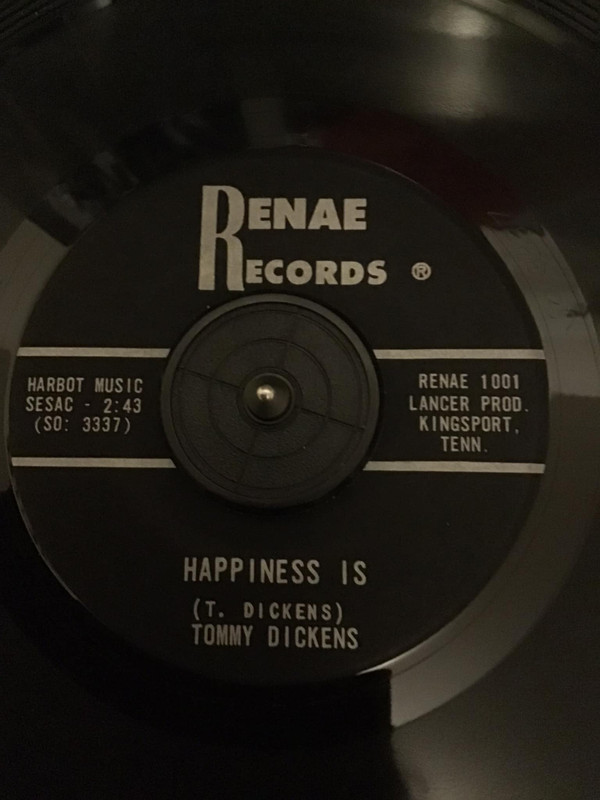 RENAE
RECORDS ®
HARBOT MUSIC
SESAC - 2:43
(SO: 3337)
RENAE 1001
LANCER PROD.
KINGSPORT,
TENN.
HAPPINESS IS
(T. DICKENS)
TOMMY DICKENS